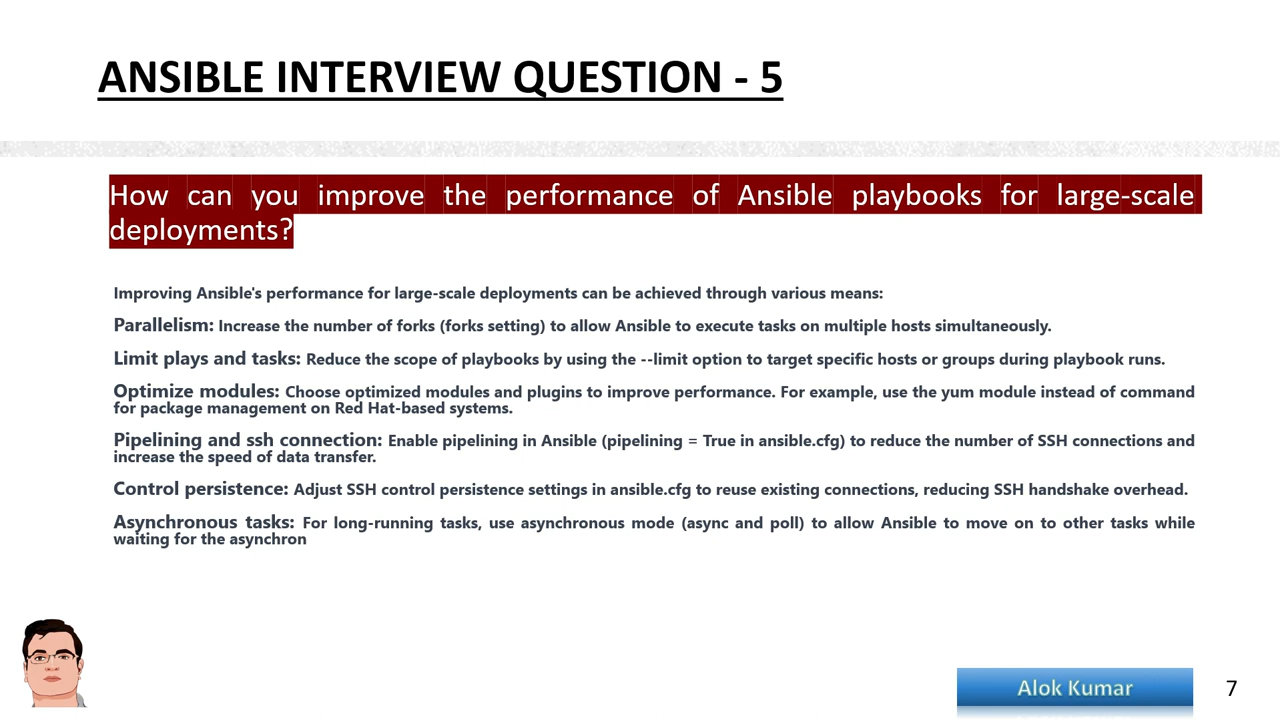 ANSIBLE INTERVIEW QUESTION - 5
How can you improve the performance of Ansible playbooks for large-scale
deployments?
Improving Ansible's performance for large-scale deployments can be achieved through various means:
Parallelism: Increase the number of forks (forks setting) to allow Ansible to execute tasks on multiple hosts simultaneously.
Limit plays and tasks: Reduce the scope of playbooks by using the --limit option to target specific hosts or groups during playbook runs.
Optimize modules: Choose optimized modules and plugins to improve performance. For example, use the yum module instead of command
for package management on Red Hat-based systems.
Pipelining and ssh connection: Enable pipelining in Ansible (pipelining = True in ansible.cfg) to reduce the number of SSH connections and
increase the speed of data transfer.
Control persistence: Adjust SSH control persistence settings in ansible.cfg to reuse existing connections, reducing SSH handshake overhead.
Asynchronous tasks: For long-running tasks, use asynchronous mode (async and poll) to allow Ansible to move on to other tasks while
waiting for the asynchron
Alok Kumar
7